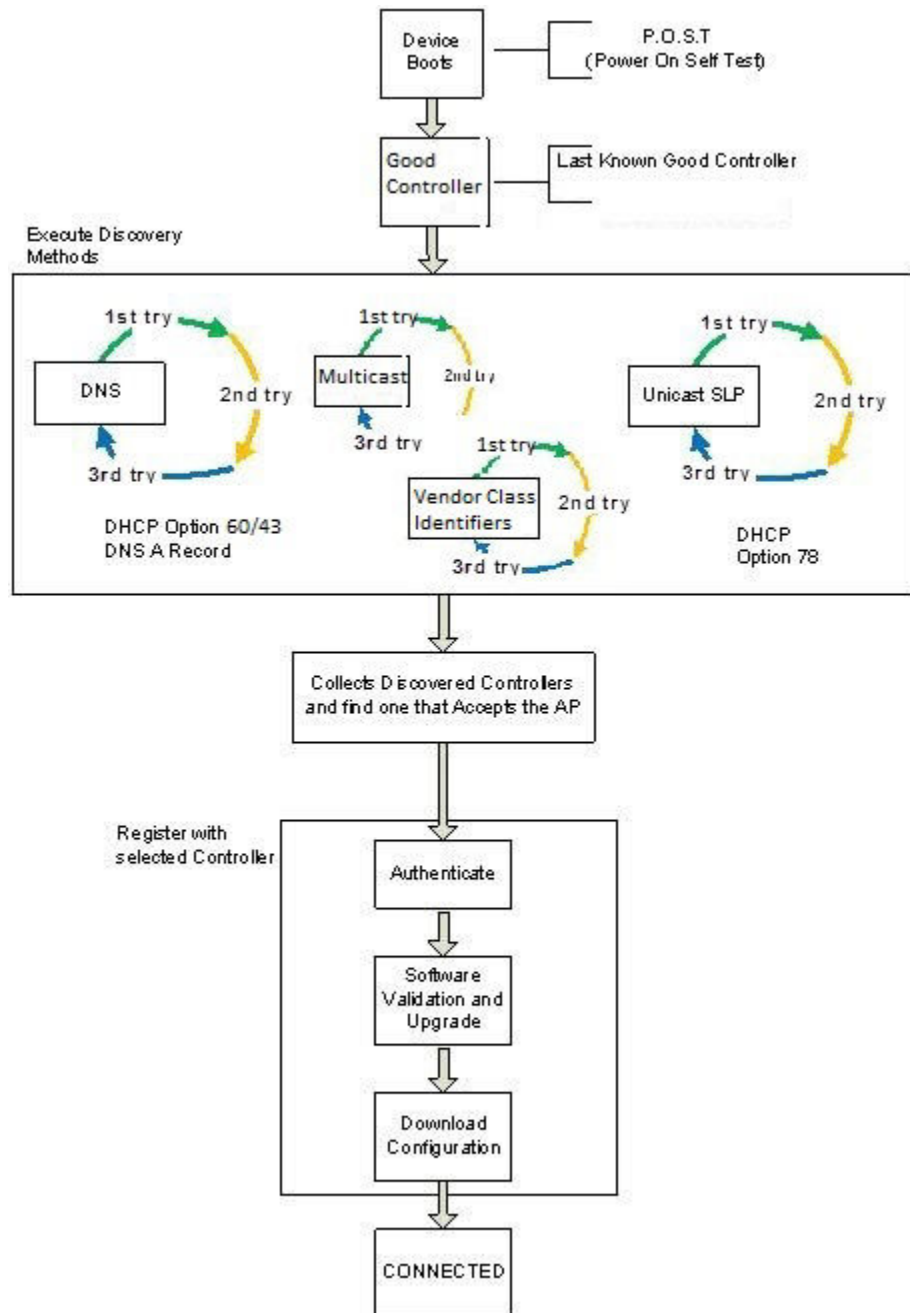 Device
Boots
P.O.S.T
(Power On Self Test)
Good
Controller
Last Known Good Controller
Execute Discovery
Methods
1st try
DNS
2nd try
3rd try
DHCP Option 60/43
DNS A Record
1st try
Multicast
2nd try
3rd try
1st try
Vendor Class
Identifiers
2nd try
3rd try
1st try
Unicast SLP
2nd try
3rd try
DHCP
Option 78
Collects Discovered Controllers
and find one that Accepts the AP
Register with
selected Controller
Authenticate
Software
Validation and
Upgrade
Download
Configuration
CONNECTED